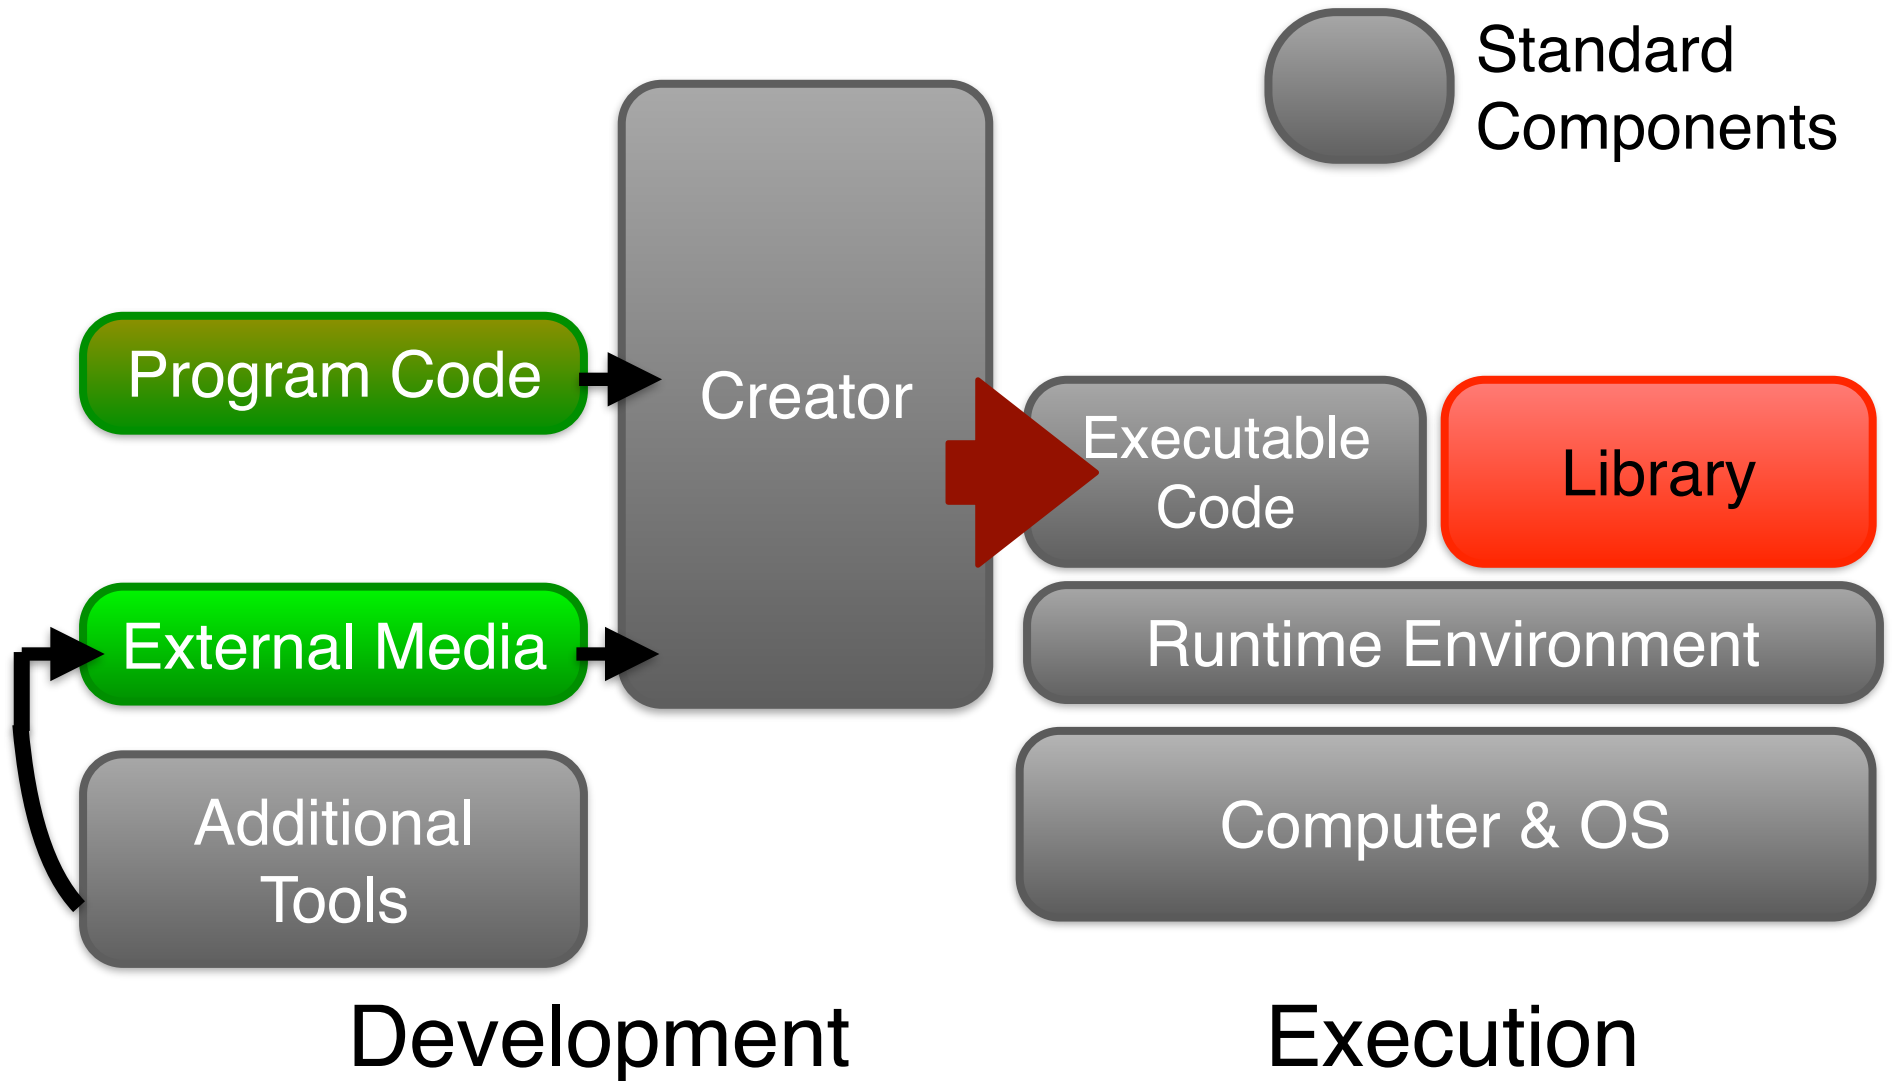 Standard
Components
Program Code
Creator
Executable
Code
Library
External Media
Runtime Environment
Additional
Tools
Computer & OS
Development
Execution